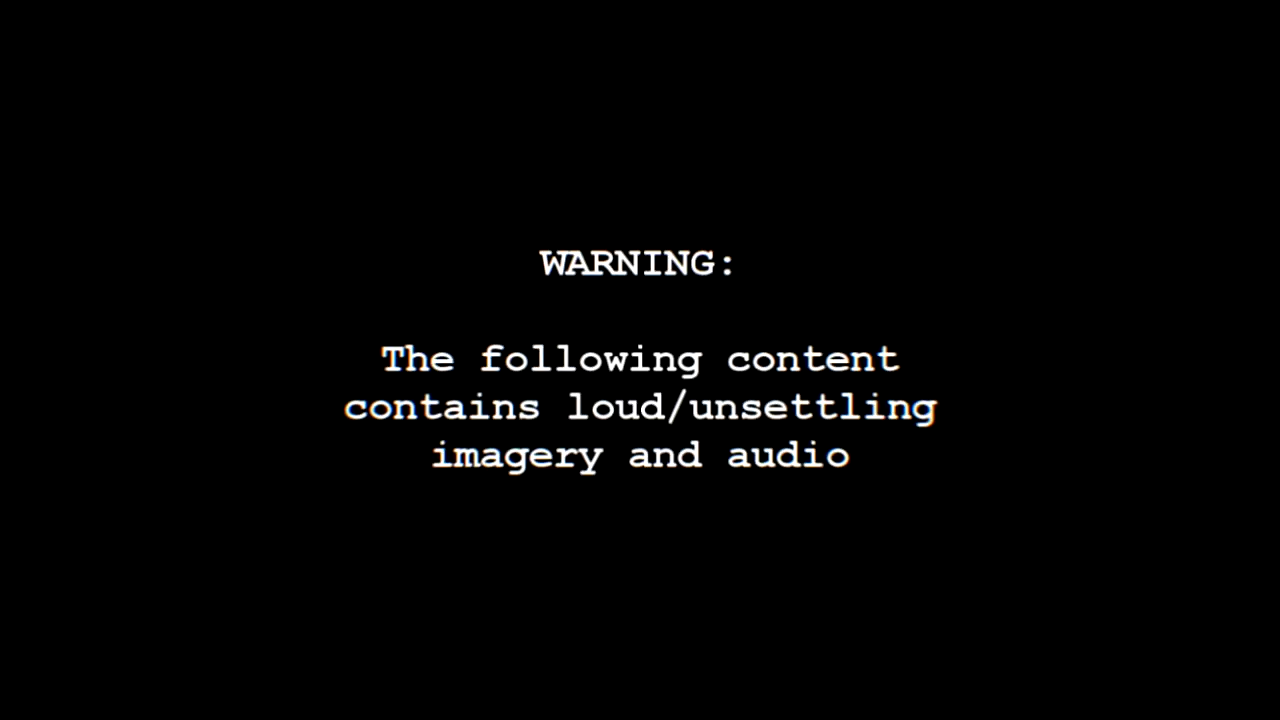 WARNING:
The following content
contains loud/unsettling
imagery and audio